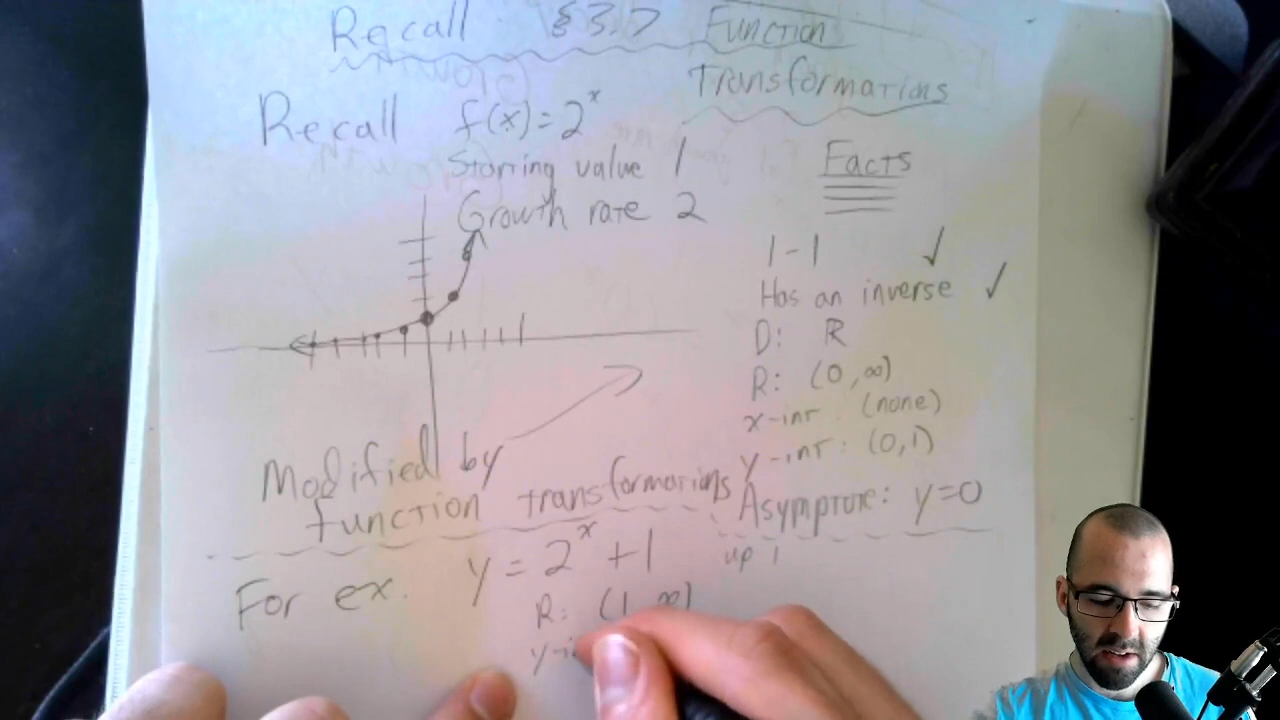 Recall §3.7 Function
Transformations
Recall f(x)=2^x
Starting value 1
Growth rate 2
Facts
1-1 ✓
Has an inverse ✓
D: ℝ
R: (0,∞)
x-int: (none)
y-int: (0,1)
Asymptote: y=0
Modified by
function transformations
For ex. y = 2^x + 1 up 1
R: (1,∞)